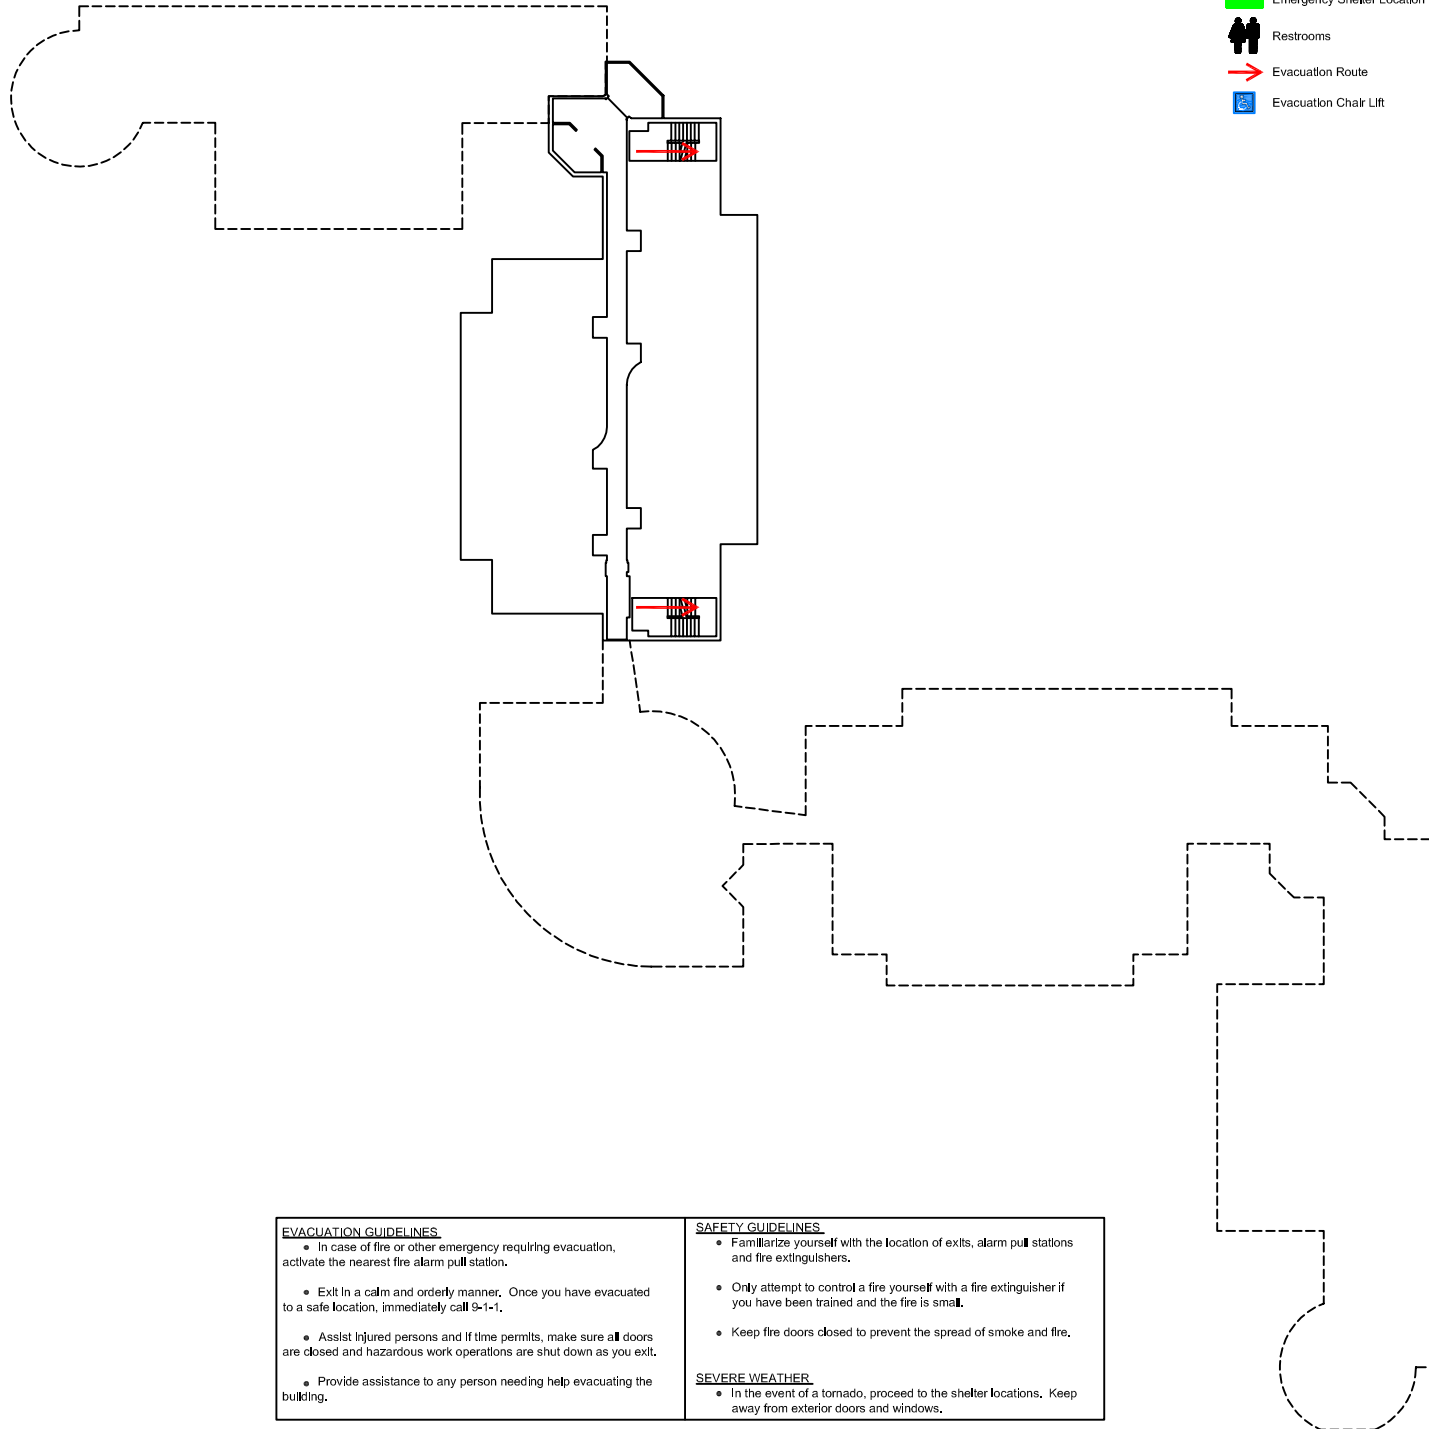 Emergency Shelter Location
Restrooms
Evacuation Route
Evacuation Chair Lift
EVACUATION GUIDELINES
• In case of fire or other emergency requiring evacuation,
activate the nearest fire alarm pull station.
• Exit in a calm and orderly manner. Once you have evacuated
to a safe location, immediately call 9-1-1.
• Assist injured persons and if time permits, make sure all doors
are closed and hazardous work operations are shut down as you exit.
• Provide assistance to any person needing help evacuating the
building.
SAFETY GUIDELINES
• Familiarize yourself with the location of exits, alarm pull stations
and fire extinguishers.
• Only attempt to control a fire yourself with a fire extinguisher if
you have been trained and the fire is small.
• Keep fire doors closed to prevent the spread of smoke and fire.
SEVERE WEATHER
• In the event of a tornado, proceed to the shelter locations. Keep
away from exterior doors and windows.